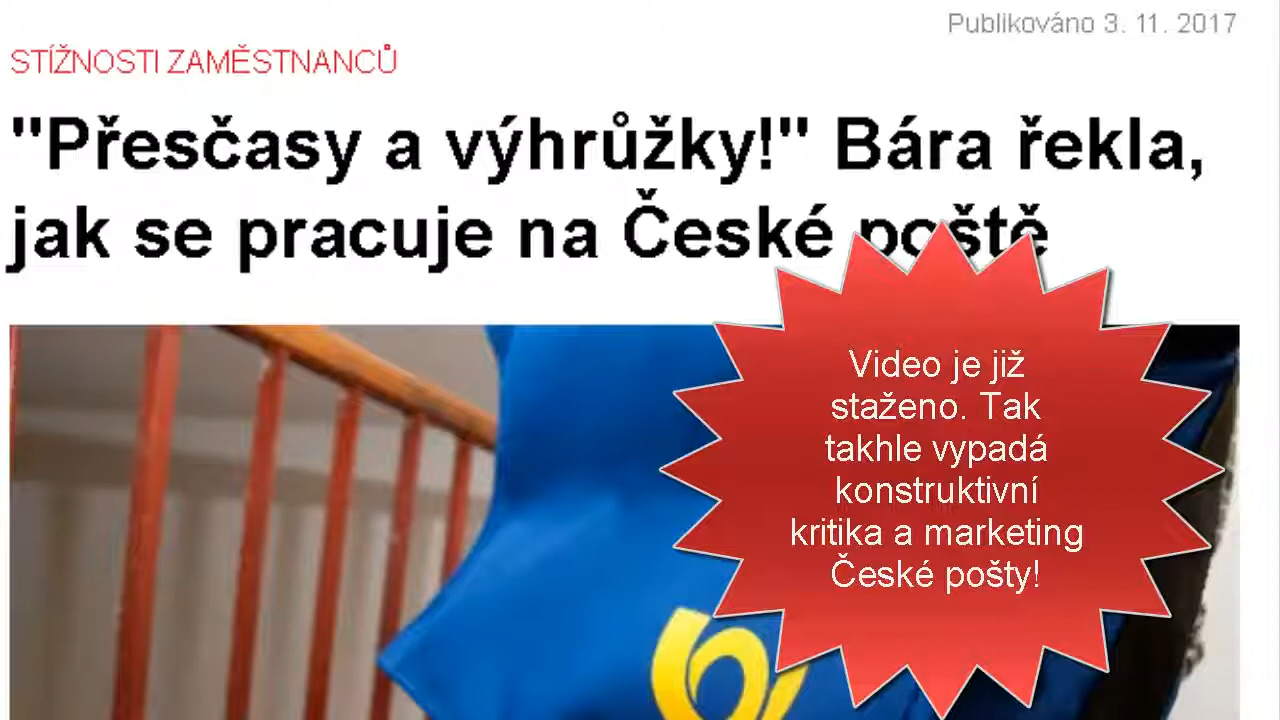 Publikováno 3. 11. 2017
STÍŽNOSTI ZAMĚSTNANCŮ
"Přesčasy a výhrůžky!" Bára řekla,
jak se pracuje na České poště
Video je již
staženo. Tak
takhle vypadá
konstruktivní
kritika a marketing
České pošty!